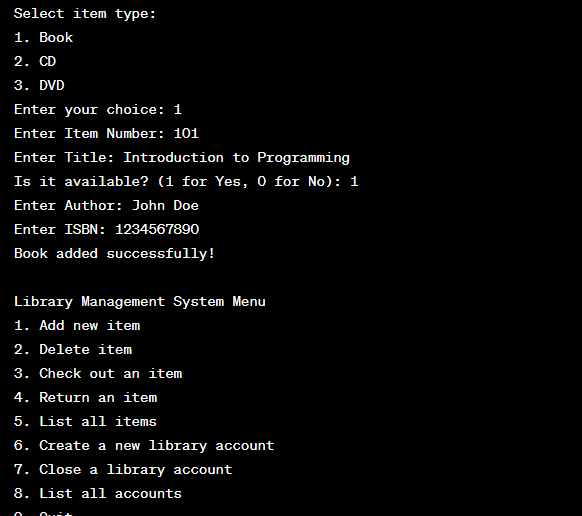 Select item type:
1. Book
2. CD
3. DVD
Enter your choice: 1
Enter Item Number: 101
Enter Title: Introduction to Programming
Is it available? (1 for Yes, 0 for No): 1
Enter Author: John Doe
Enter ISBN: 1234567890
Book added successfully!

Library Management System Menu
1. Add new item
2. Delete item
3. Check out an item
4. Return an item
5. List all items
6. Create a new library account
7. Close a library account
8. List all accounts
9. Quit